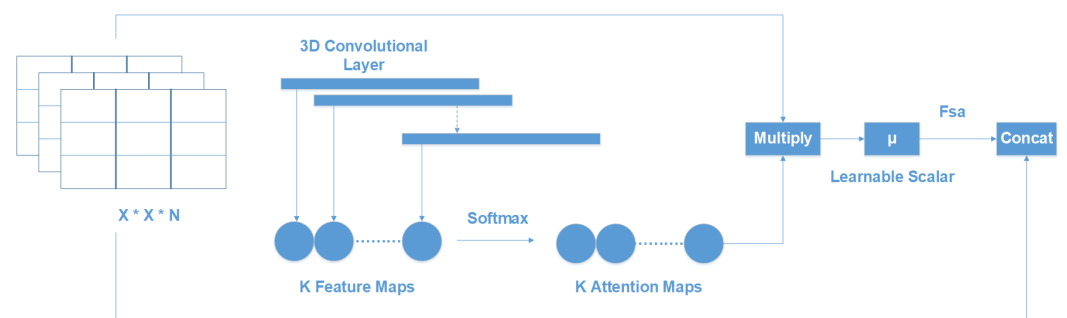 3D Convolutional
Layer
X * X * N
Softmax
K Feature Maps
K Attention Maps
Multiply
μ
Learnable Scalar
Fsa
Concat